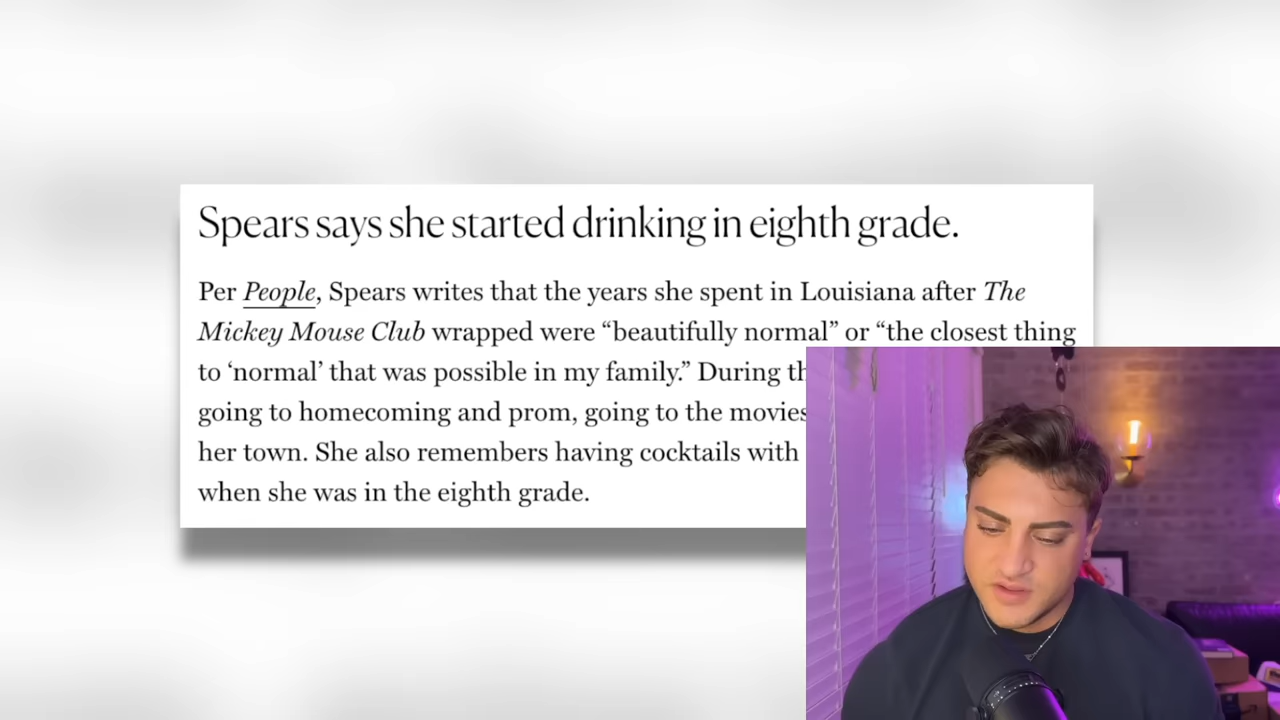 Spears says she started drinking in eighth grade.
Per People, Spears writes that the years she spent in Louisiana after The
Mickey Mouse Club wrapped were “beautifully normal” or “the closest thing
to ‘normal’ that was possible in my family.” During
going to homecoming and prom, going to the movies
her town. She also remembers having cocktails with
when she was in the eighth grade.